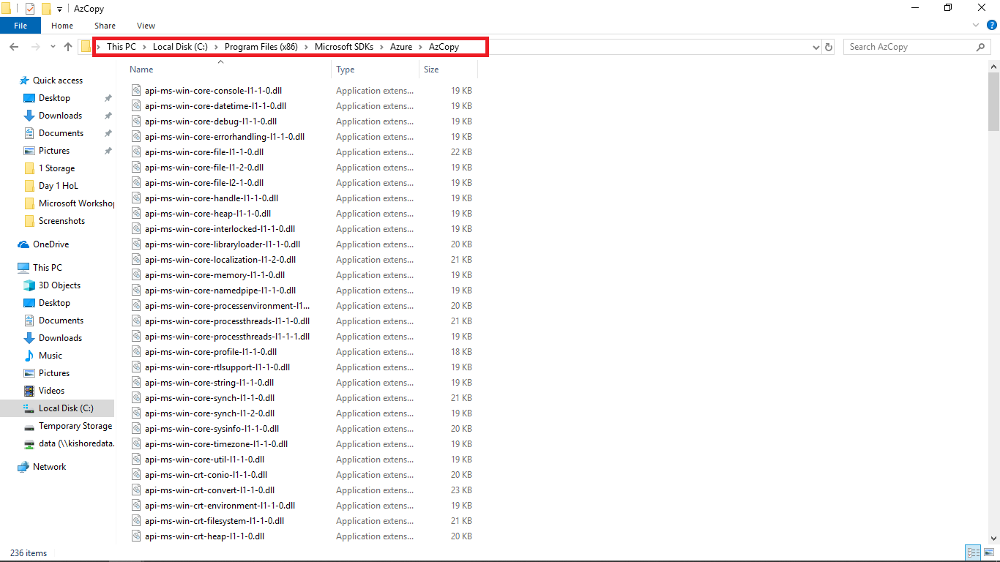 AzCopy
File Home Share View
This PC Local Disk (C:) Program Files (x86) Microsoft SDKs Azure AzCopy
Search AzCopy
Quick access
Desktop
Downloads
Documents
Pictures
1 Storage
Day 1 HoL
Microsoft Workshop
Screenshots
OneDrive
This PC
3D Objects
Desktop
Documents
Downloads
Music
Pictures
Videos
Local Disk (C:)
Temporary Storage
data (\\kishoredata.
Network
Name Type Size
api-ms-win-core-console-l1-1-0.dll Application extens... 19 KB
api-ms-win-core-datetime-l1-1-0.dll Application extens... 19 KB
api-ms-win-core-debug-l1-1-0.dll Application extens... 19 KB
api-ms-win-core-errorhandling-l1-1-0.dll Application extens... 19 KB
api-ms-win-core-file-l1-1-0.dll Application extens... 22 KB
api-ms-win-core-file-l1-2-0.dll Application extens... 19 KB
api-ms-win-core-file-l2-1-0.dll Application extens... 19 KB
api-ms-win-core-handle-l1-1-0.dll Application extens... 19 KB
api-ms-win-core-heap-l1-1-0.dll Application extens... 19 KB
api-ms-win-core-interlocked-l1-1-0.dll Application extens... 19 KB
api-ms-win-core-libraryloader-l1-1-0.dll Application extens... 20 KB
api-ms-win-core-localization-l1-2-0.dll Application extens... 21 KB
api-ms-win-core-memory-l1-1-0.dll Application extens... 19 KB
api-ms-win-core-namedpipe-l1-1-0.dll Application extens... 19 KB
api-ms-win-core-processenvironment-l1... Application extens... 20 KB
api-ms-win-core-processthreads-l1-1-0.dll Application extens... 21 KB
api-ms-win-core-processthreads-l1-1-1.dll Application extens... 19 KB
api-ms-win-core-profile-l1-1-0.dll Application extens... 18 KB
api-ms-win-core-rtlsupport-l1-1-0.dll Application extens... 19 KB
api-ms-win-core-string-l1-1-0.dll Application extens... 19 KB
api-ms-win-core-synch-l1-1-0.dll Application extens... 21 KB
api-ms-win-core-synch-l1-2-0.dll Application extens... 19 KB
api-ms-win-core-sysinfo-l1-1-0.dll Application extens... 20 KB
api-ms-win-core-timezone-l1-1-0.dll Application extens... 19 KB
api-ms-win-core-util-l1-1-0.dll Application extens... 19 KB
api-ms-win-crt-conio-l1-1-0.dll Application extens... 20 KB
api-ms-win-crt-convert-l1-1-0.dll Application extens... 23 KB
api-ms-win-crt-environment-l1-1-0.dll Application extens... 19 KB
api-ms-win-crt-filesystem-l1-1-0.dll Application extens... 21 KB
api-ms-win-crt-heap-l1-1-0.dll Application extens... 20 KB
236 items